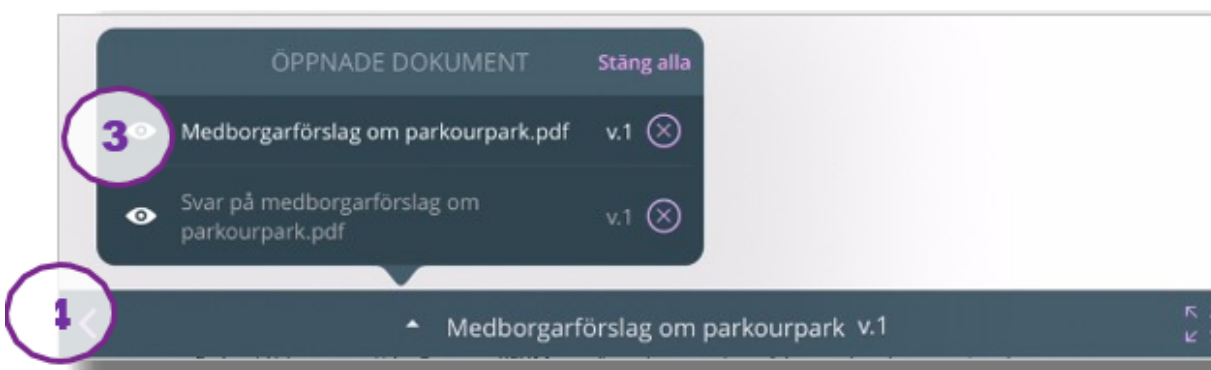 ÖPPNADE DOKUMENT Stäng alla
3 Medborgarförslag om parkourpark.pdf v.1
Svar på medborgarförslag om
parkourpark.pdf v.1
4 Medborgarförslag om parkourpark v.1